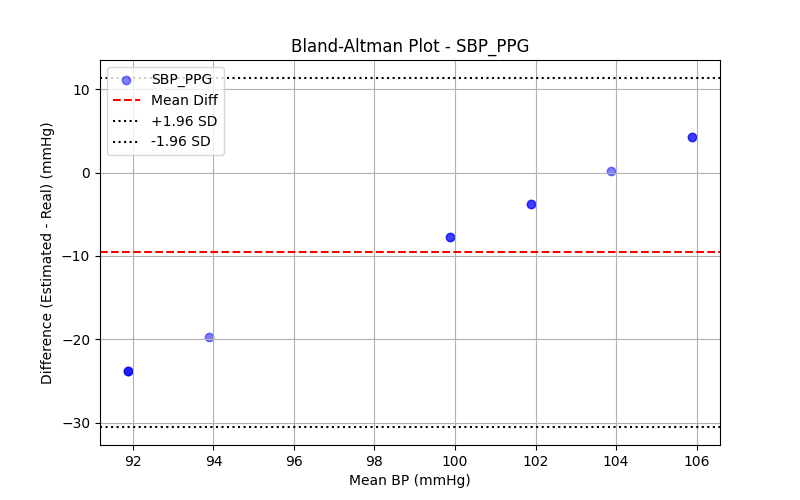 Bland-Altman Plot - SBP_PPG
SBP_PPG
Mean Diff
+1.96 SD
-1.96 SD
Difference (Estimated - Real) (mmHg)
10
0
−10
−20
−30
92 94 96 98 100 102 104 106
Mean BP (mmHg)